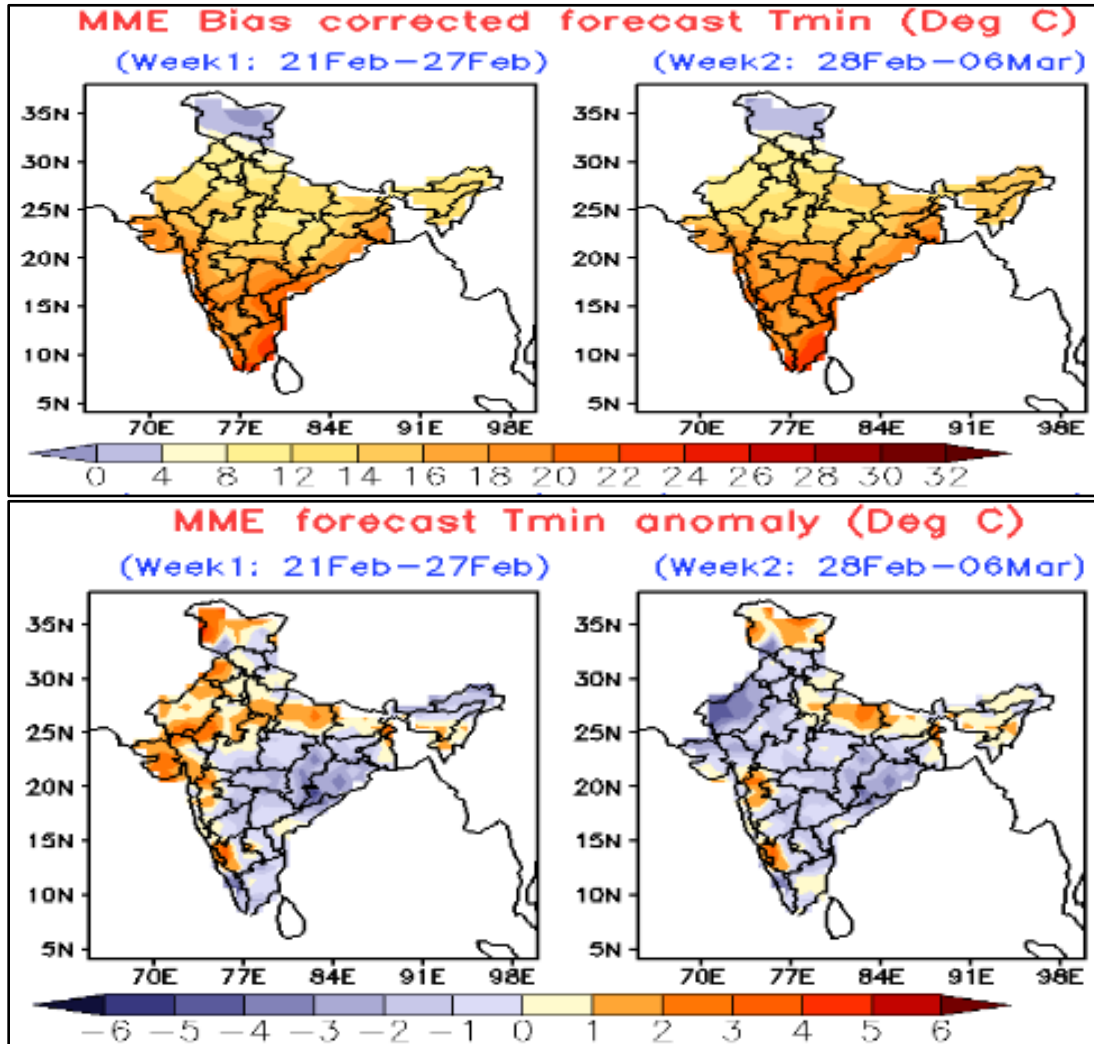 MME Bias corrected forecast Tmin (Deg C)
(Week1: 21Feb-27Feb) (Week2: 28Feb-06Mar)
35N 35N
30N 30N
25N 25N
20N 20N
15N 15N
10N 10N
5N 5N
70E 77E 84E 91E 98E 70E 77E 84E 91E 98E
0 4 8 12 14 16 18 20 22 24 26 28 30 32
MME forecast Tmin anomaly (Deg C)
(Week1: 21Feb-27Feb) (Week2: 28Feb-06Mar)
35N 35N
30N 30N
25N 25N
20N 20N
15N 15N
10N 10N
5N 5N
70E 77E 84E 91E 98E 70E 77E 84E 91E 98E
-6 -5 -4 -3 -2 -1 0 1 2 3 4 5 6